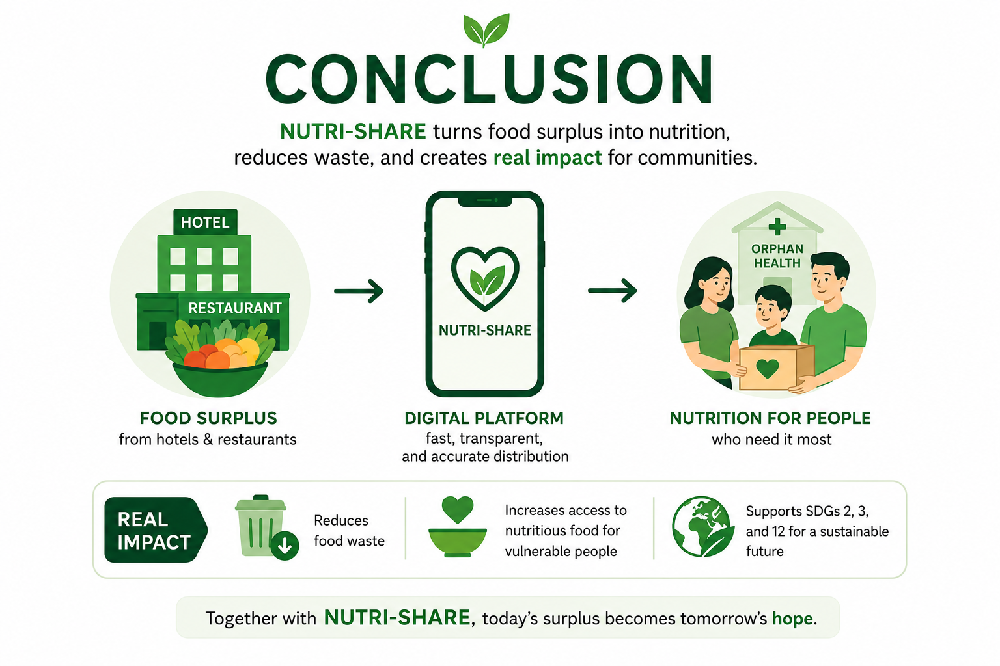 CONCLUSION
NUTRI-SHARE turns food surplus into nutrition,
reduces waste, and creates real impact for communities.
HOTEL
RESTAURANT
FOOD SURPLUS
from hotels & restaurants
NUTRI-SHARE
DIGITAL PLATFORM
fast, transparent,
and accurate distribution
ORPHAN
HEALTH
NUTRITION FOR PEOPLE
who need it most
REAL
IMPACT
Reduces
food waste
Increases access to
nutritious food for
vulnerable people
Supports SDGs 2, 3,
and 12 for a sustainable
future
Together with NUTRI-SHARE, today's surplus becomes tomorrow's hope.